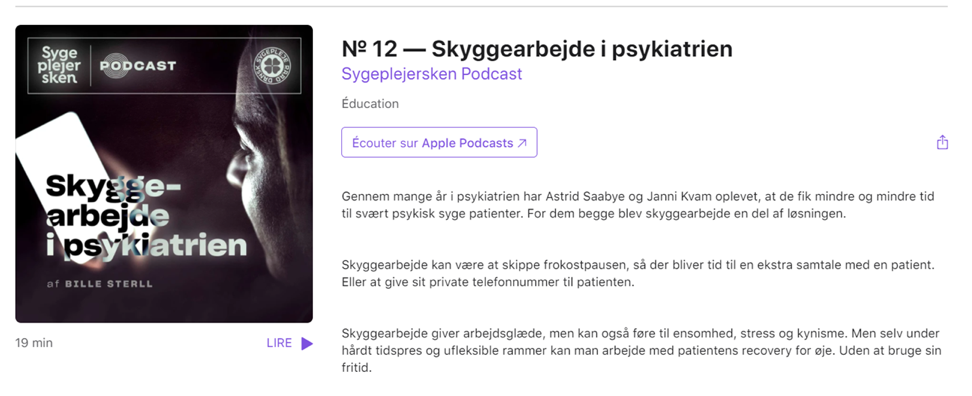 Syge
plejer
sken
PODCAST
SYGEPLEJERÅD DANSK
Skygge-
arbejde
i psykiatrien
af BILLE STERLL
19 min
LIRE
№ 12 — Skyggearbejde i psykiatrien
Sygeplejersken Podcast
Éducation
Écouter sur Apple Podcasts ↗
Gennem mange år i psykiatrien har Astrid Saabye og Janni Kvam oplevet, at de fik mindre og mindre tid
til svært psykisk syge patienter. For dem begge blev skyggearbejde en del af løsningen.
Skyggearbejde kan være at skippe frokostpausen, så der bliver tid til en ekstra samtale med en patient.
Eller at give sit private telefonnummer til patienten.
Skyggearbejde giver arbejdsglæde, men kan også føre til ensomhed, stress og kynisme. Men selv under
hårdt tidspres og ufleksible rammer kan man arbejde med patientens recovery for øje. Uden at bruge sin
fritid.